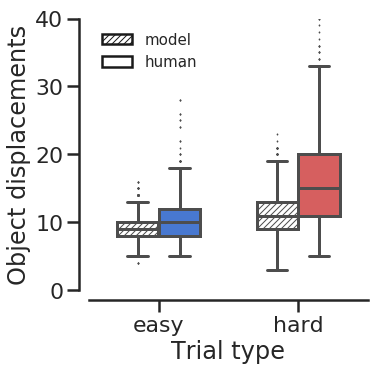 Object displacements
40
30
20
10
0
model
human
easy
hard
Trial type